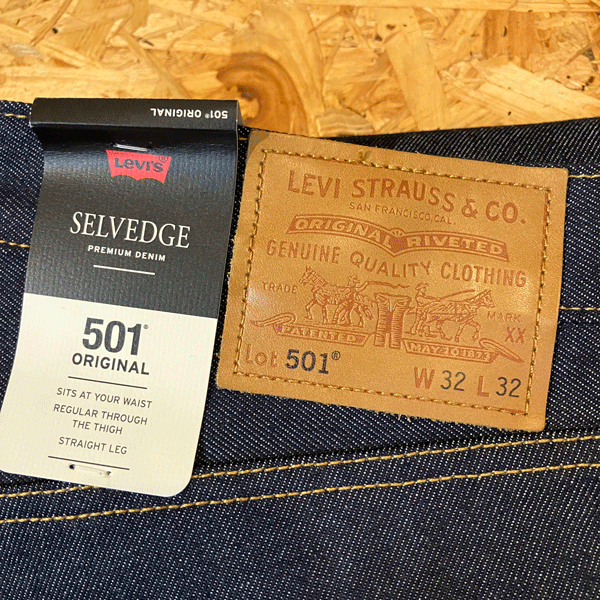 501® ORIGINAL
Levi's
SELVEDGE
PREMIUM DENIM
501®
ORIGINAL
SITS AT YOUR WAIST
REGULAR THROUGH
THE THIGH
STRAIGHT LEG
LEVI STRAUSS & CO.
SAN FRANCISCO, CAL.
ORIGINAL RIVETED
GENUINE QUALITY CLOTHING
TRADE MARK
XX
PATENTED MAY 20 1873
Lot 501®
W 32 L 32